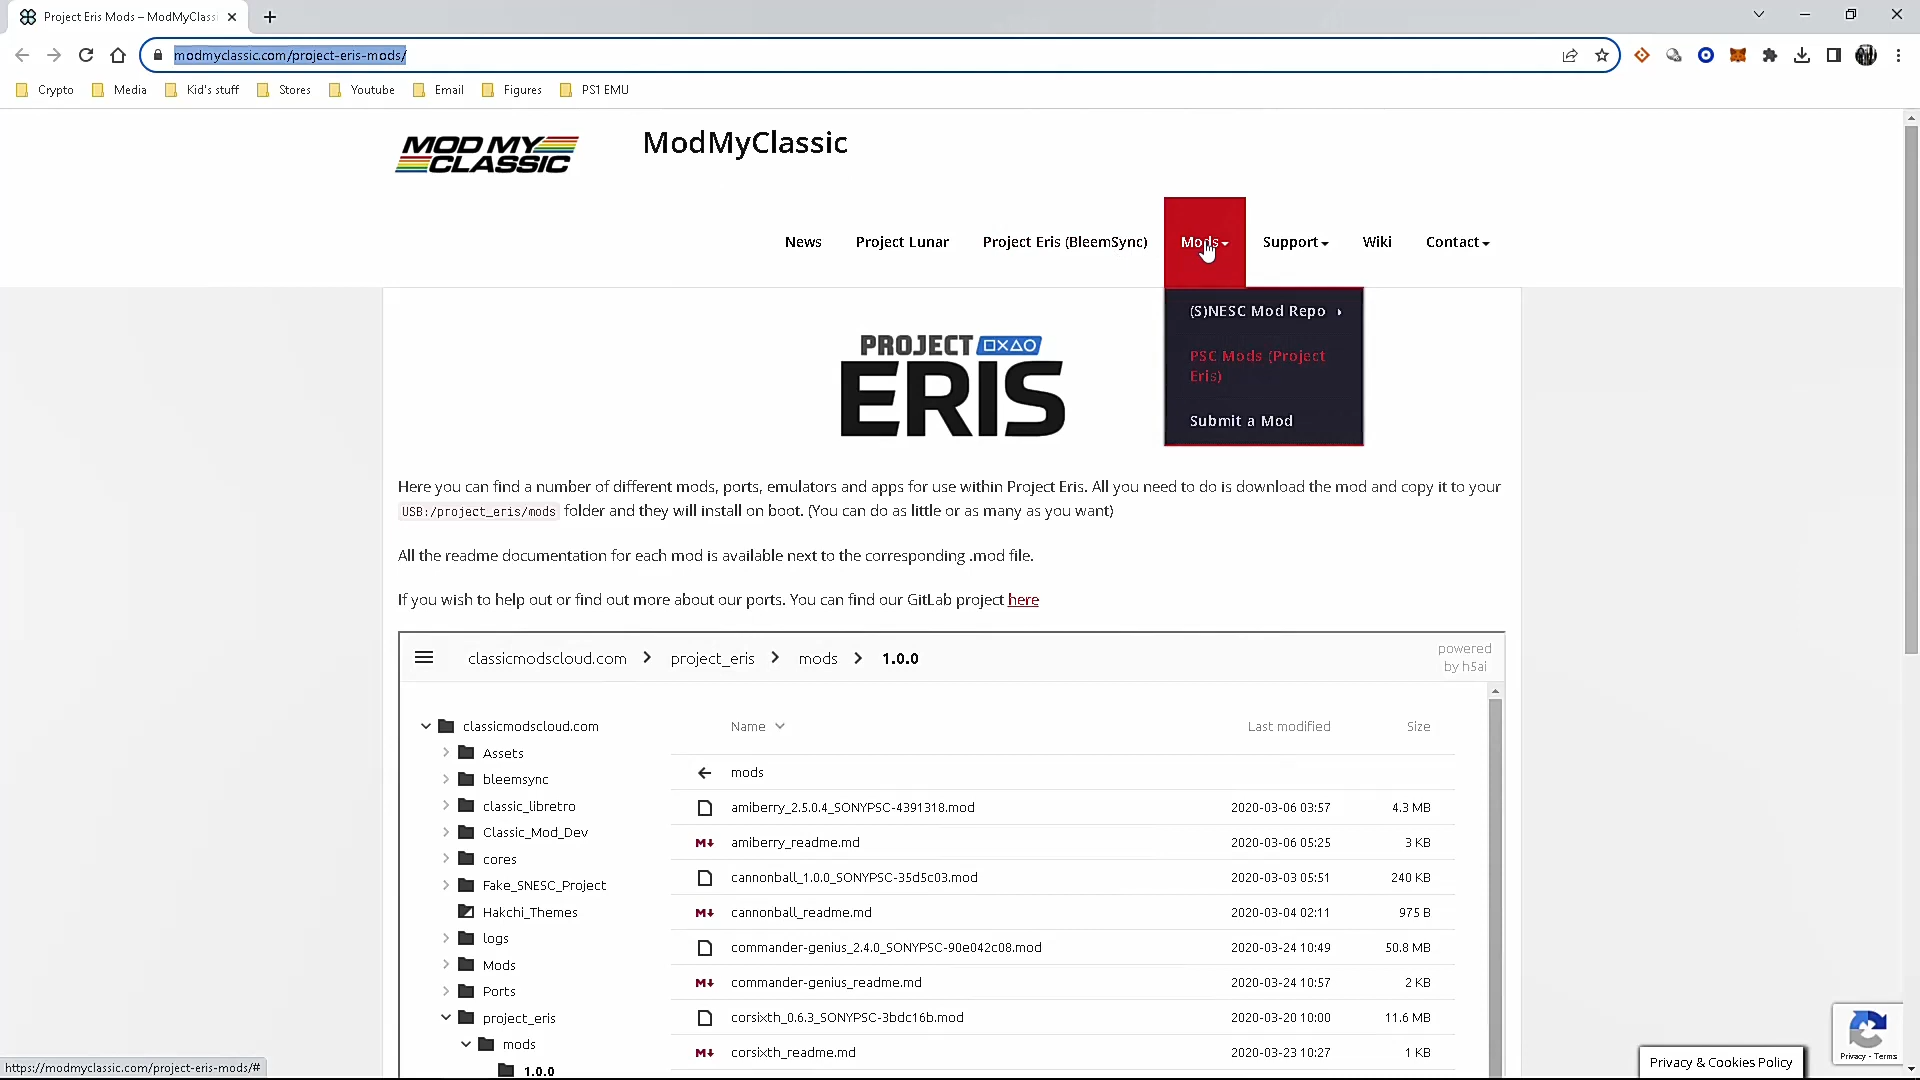 Project Eris Mods – ModMyClassi
modmyclassic.com/project-eris-mods/
Crypto
Media
Kid's stuff
Stores
Youtube
Email
Figures
PS1 EMU
MOD MY
CLASSIC
ModMyClassic
News
Project Lunar
Project Eris (BleemSync)
Mods
Support
Wiki
Contact
(S)NESC Mod Repo
PSC Mods (Project
Eris)
Submit a Mod
PROJECT
ERIS
Here you can find a number of different mods, ports, emulators and apps for use within Project Eris. All you need to do is download the mod and copy it to your
USB:/project_eris/mods folder and they will install on boot. (You can do as little or as many as you want)
All the readme documentation for each mod is available next to the corresponding .mod file.
If you wish to help out or find out more about our ports. You can find our GitLab project here
classicmodscloud.com > project_eris > mods > 1.0.0
powered
by h5ai
classicmodscloud.com
Assets
bleemsync
classic_libretro
Classic_Mod_Dev
cores
Fake_SNESC_Project
Hakchi_Themes
logs
Mods
Ports
project_eris
mods
1.0.0
Name Last modified Size
mods
amiberry_2.5.0.4_SONYPSC-4391318.mod 2020-03-06 03:57 4.3 MB
amiberry_readme.md 2020-03-06 05:25 3 KB
cannonball_1.0.0_SONYPSC-35d5c03.mod 2020-03-03 05:51 240 KB
cannonball_readme.md 2020-03-04 02:11 975 B
commander-genius_2.4.0_SONYPSC-90e042c08.mod 2020-03-24 10:49 50.8 MB
commander-genius_readme.md 2020-03-24 10:57 2 KB
corsixth_0.6.3_SONYPSC-3bdc16b.mod 2020-03-20 10:00 11.6 MB
corsixth_readme.md 2020-03-23 10:27 1 KB
Privacy - Terms
Privacy & Cookies Policy
https://modmyclassic.com/project-eris-mods/#